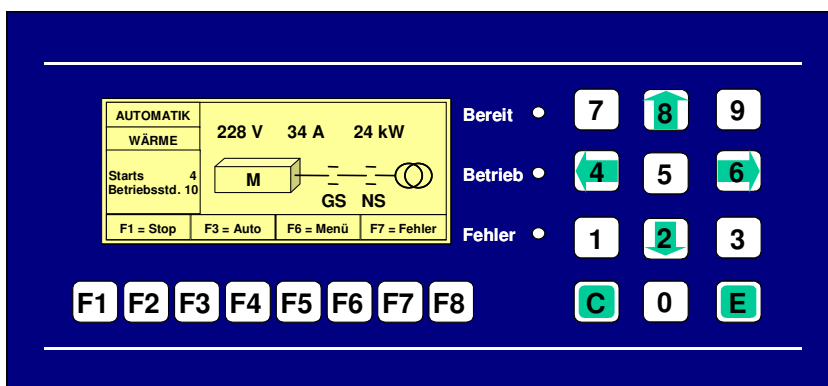 AUTOMATIK
WÄRME
228 V 34 A 24 kW
Starts 4
Betriebsstd. 10
M
GS NS
F1 = Stop F3 = Auto F6 = Menü F7 = Fehler
Bereit
Betrieb
Fehler
7 8 9
4 5 6
1 2 3
C 0 E
F1 F2 F3 F4 F5 F6 F7 F8